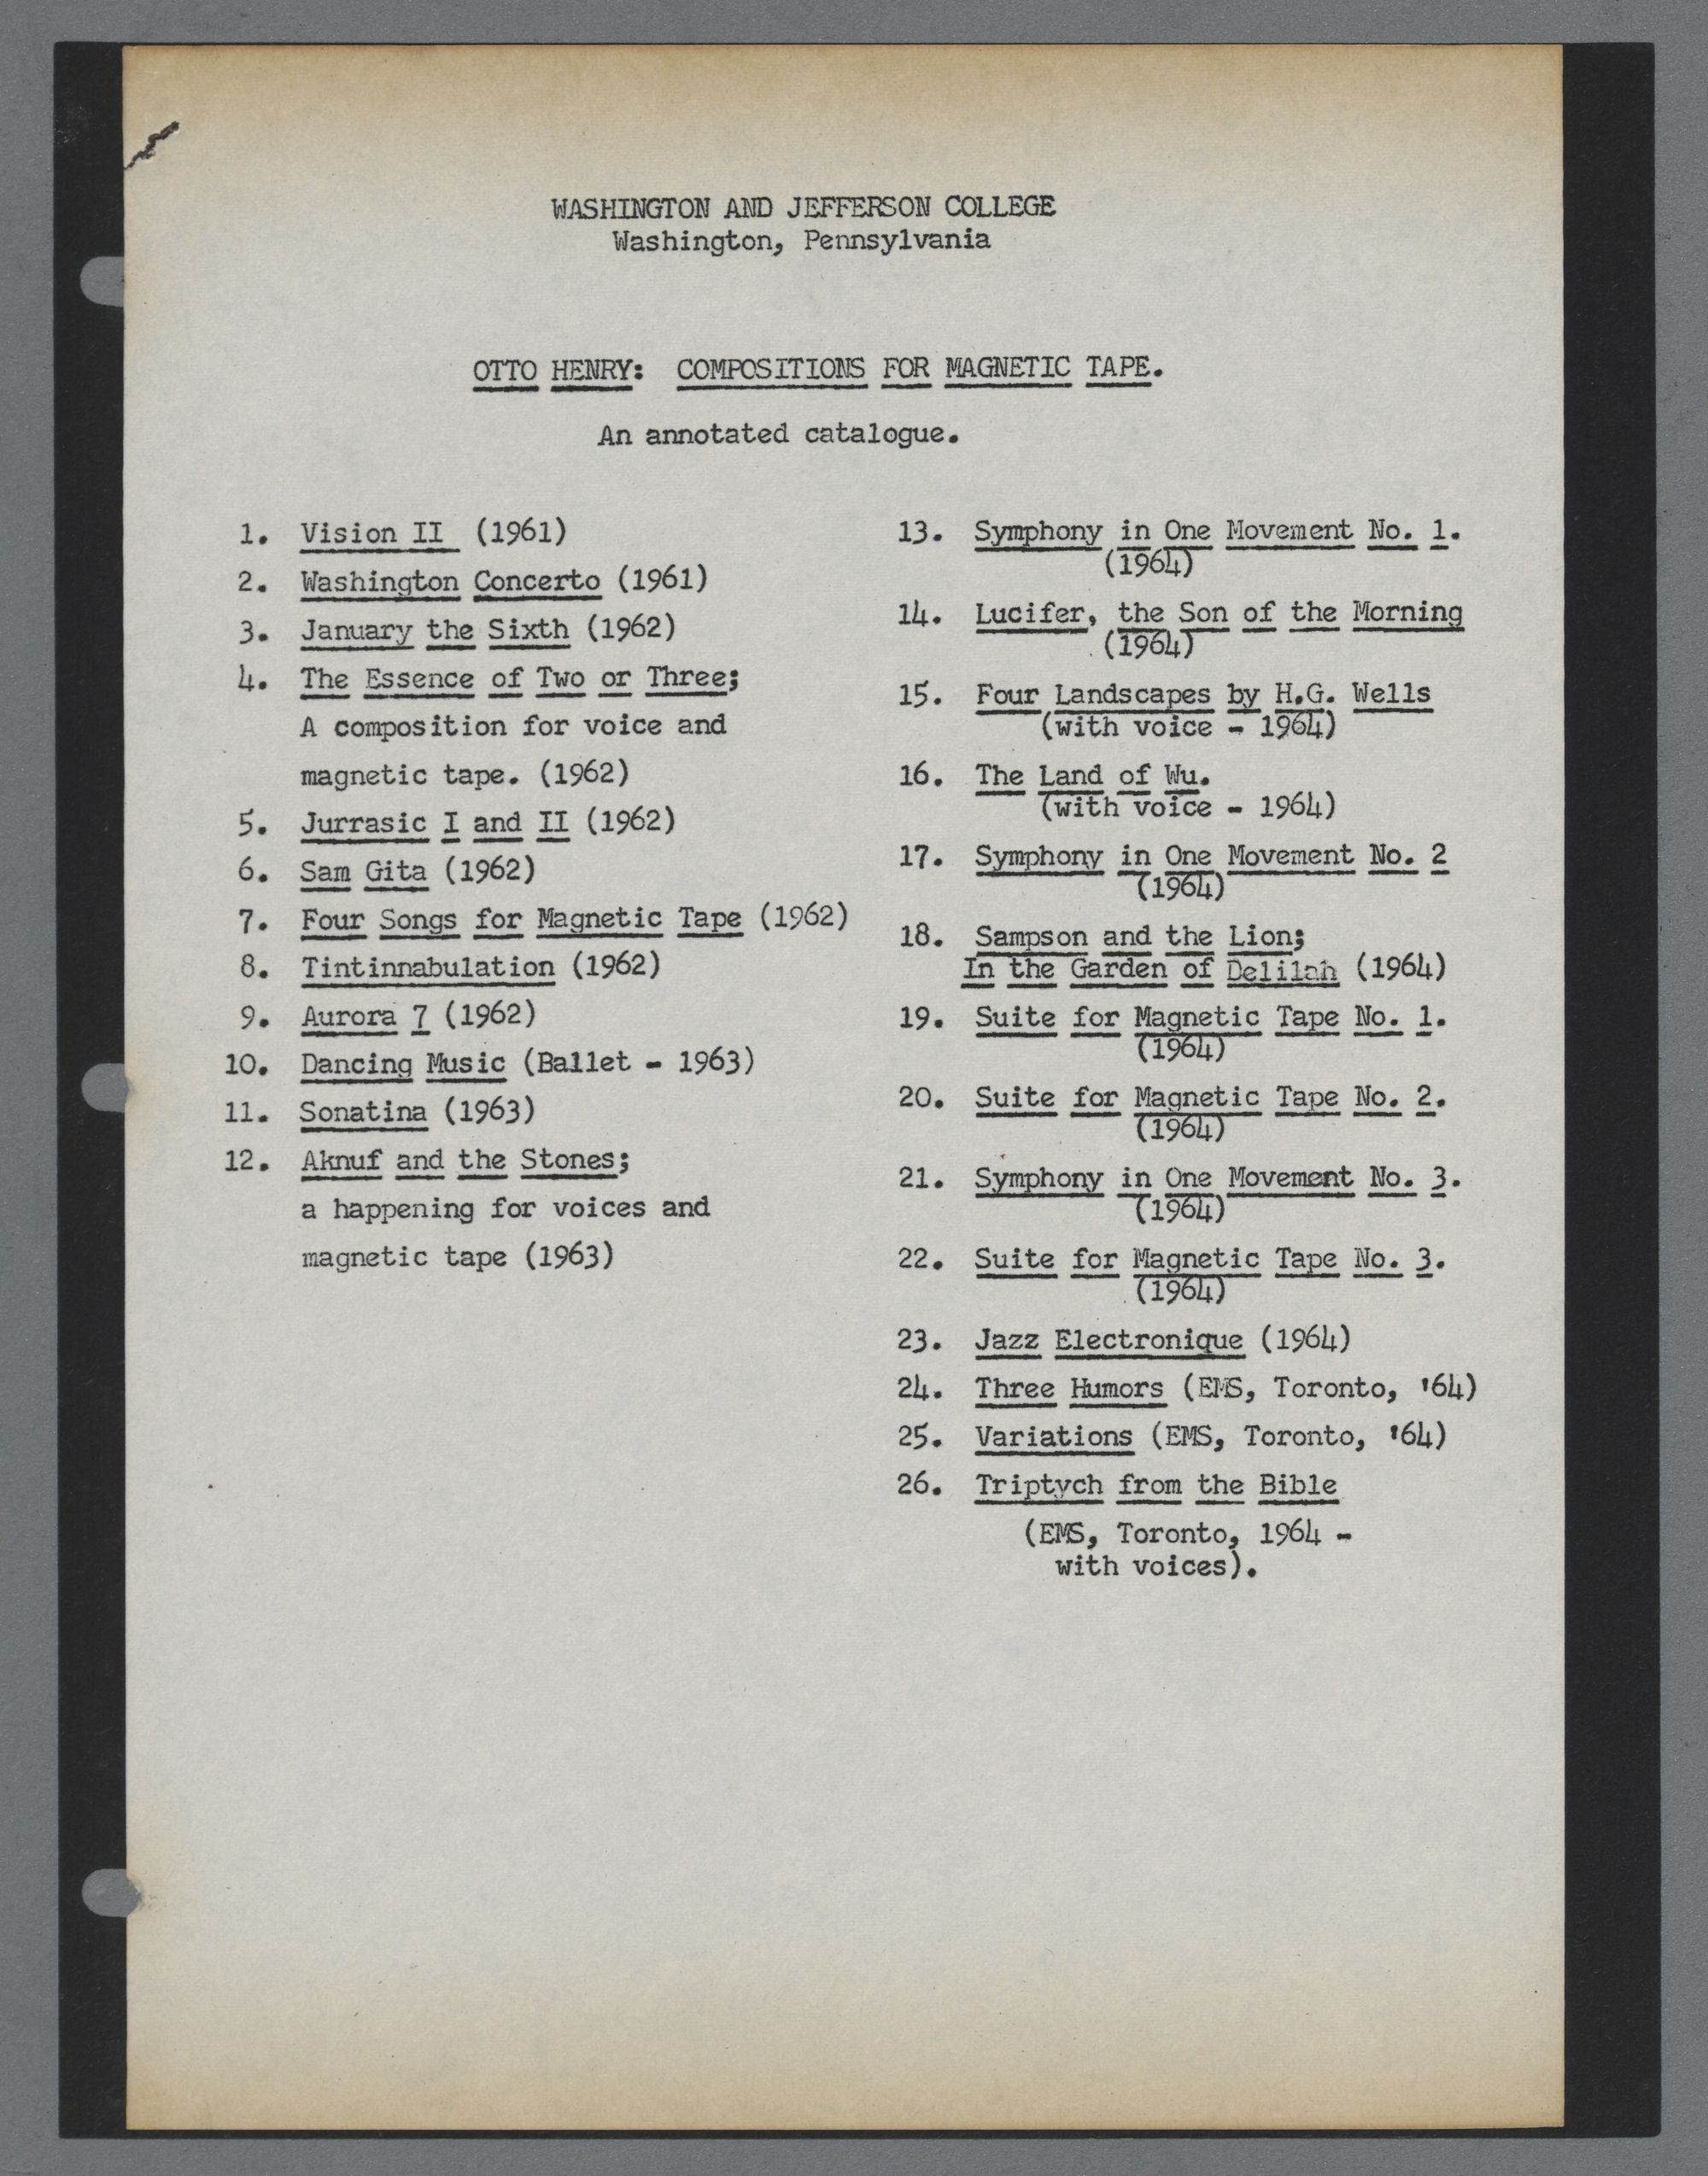 WASHINGTON AND JEFFERSON COLLEGE
Washington, Pennsylvania
OTTO HENRY: COMPOSITIONS FOR MAGNETIC TAPE.
An annotated catalogue.
1. Vision II (1961)
2. Washington Concerto (1961)
3. January the Sixth (1962)
4. The Essence of Two or Three;
A composition for voice and
magnetic tape. (1962)
5. Jurrasic I and II (1962)
6. Sam Gita (1962)
7. Four Songs for Magnetic Tape (1962)
8. Tintinnabulation (1962)
9. Aurora 7 (1962)
10. Dancing Music (Ballet - 1963)
11. Sonatina (1963)
12. Aknuf and the Stones;
a happening for voices and
magnetic tape (1963)
13. Symphony in One Movement No. 1.
(1964)
14. Lucifer, the Son of the Morning
(1964)
15. Four Landscapes by H.G. Wells
(with voice - 1964)
16. The Land of Wu.
(with voice - 1964)
17. Symphony in One Movement No. 2
(1964)
18. Sampson and the Lion;
In the Garden of Delilah (1964)
19. Suite for Magnetic Tape No. 1.
(1964)
20. Suite for Magnetic Tape No. 2.
(1964)
21. Symphony in One Movement No. 3.
(1964)
22. Suite for Magnetic Tape No. 3.
(1964)
23. Jazz Electronique (1964)
24. Three Humors (EMS, Toronto, '64)
25. Variations (EMS, Toronto, '64)
26. Triptych from the Bible
(EMS, Toronto, 1964 -
with voices).